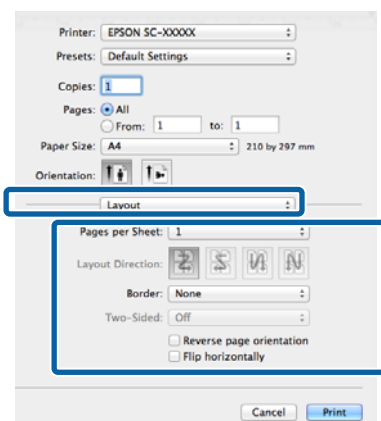 Printer: EPSON SC-XXXXX
Presets: Default Settings
Copies: 1
Pages: All
From: 1 to: 1
Paper Size: A4 210 by 297 mm
Orientation:
Layout
Pages per Sheet: 1
Layout Direction:
Border: None
Two-Sided: Off
Reverse page orientation
Flip horizontally
Cancel Print